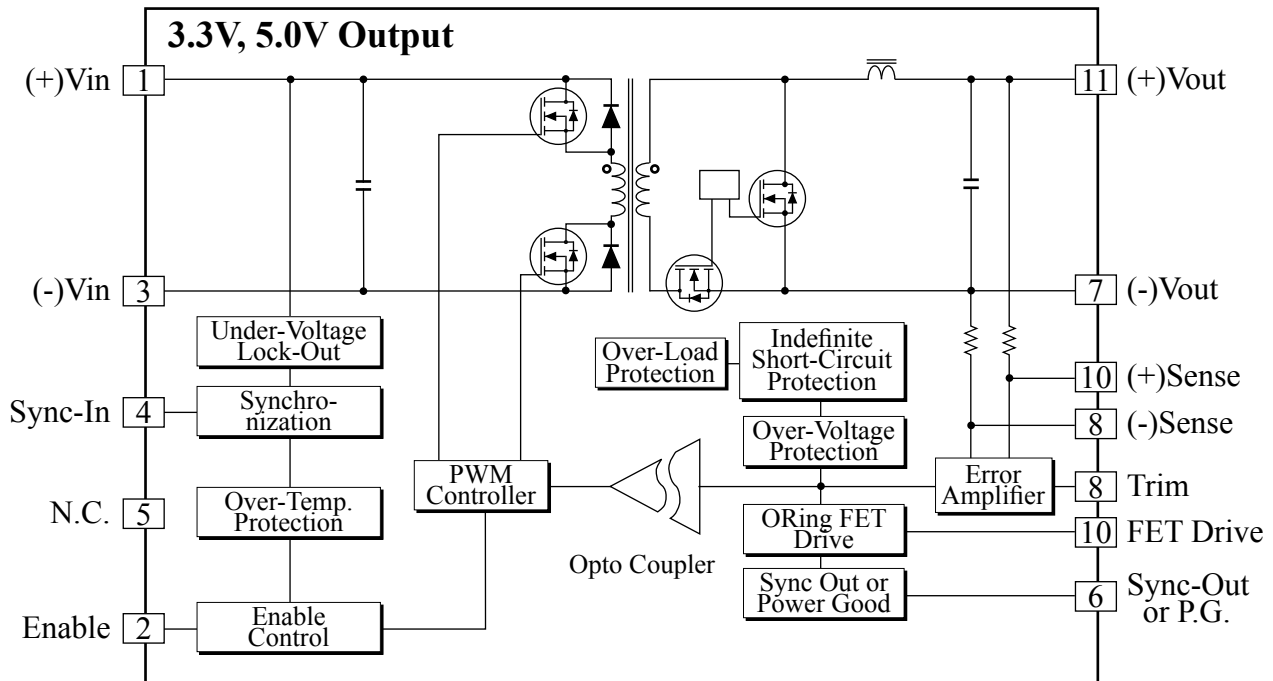 3.3V, 5.0V Output
(+)Vin
1
11
(+)Vout
(-)Vin
3
7
(-)Vout
Under-Voltage
Lock-Out
Over-Load
Protection
Indefinite
Short-Circuit
Protection
10
(+)Sense
Sync-In
4
Synchro-
nization
8
(-)Sense
Over-Voltage
Protection
PWM
Controller
Error
Amplifier
8
Trim
N.C.
5
Over-Temp.
Protection
ORing FET
Drive
10
FET Drive
Opto Coupler
Sync Out or
Power Good
6
Sync-Out
or P.G.
Enable
2
Enable
Control